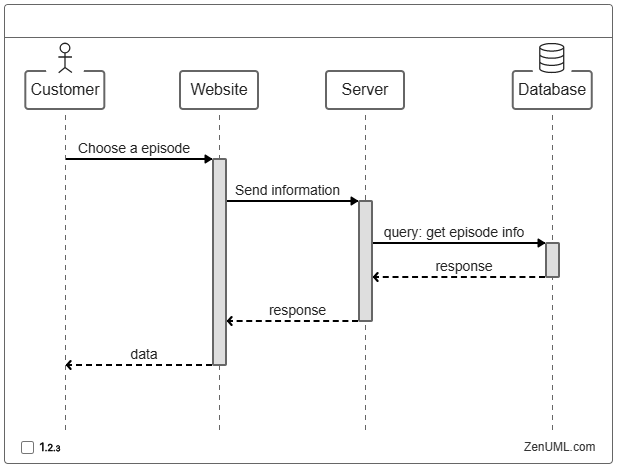 Customer
Website
Server
Database
Choose a episode
Send information
query: get episode info
response
response
data
1.2.3
ZenUML.com